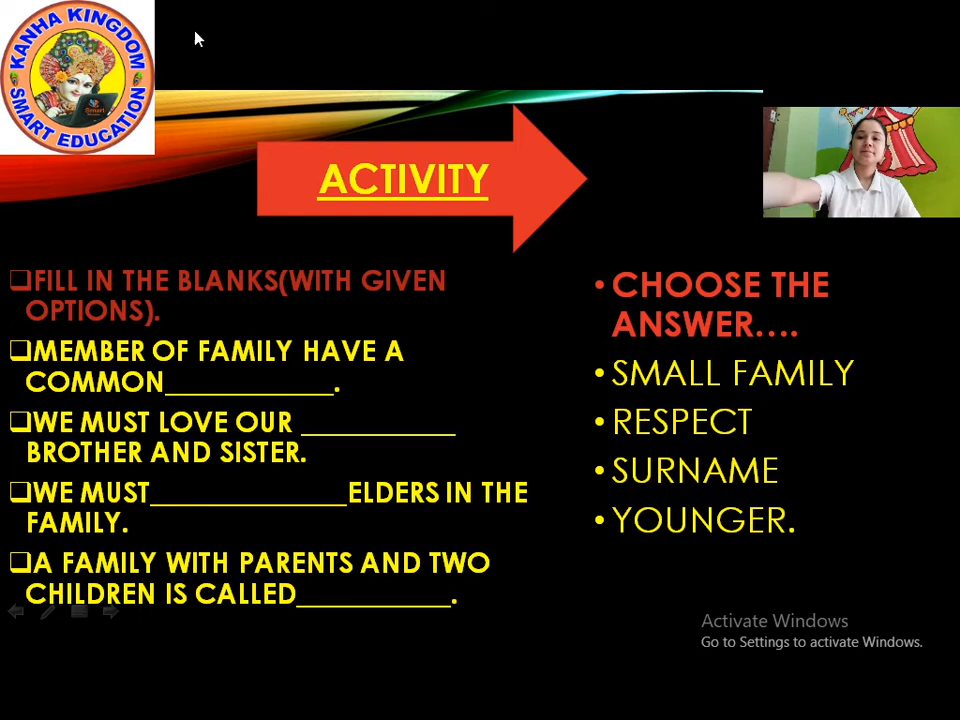 KANHA KINGDOM
SMART EDUCATION
ACTIVITY
FILL IN THE BLANKS(WITH GIVEN
OPTIONS).
MEMBER OF FAMILY HAVE A
COMMON____________.
WE MUST LOVE OUR ___________
BROTHER AND SISTER.
WE MUST______________ELDERS IN THE
FAMILY.
A FAMILY WITH PARENTS AND TWO
CHILDREN IS CALLED___________.
CHOOSE THE
ANSWER....
SMALL FAMILY
RESPECT
SURNAME
YOUNGER.
Activate Windows
Go to Settings to activate Windows.